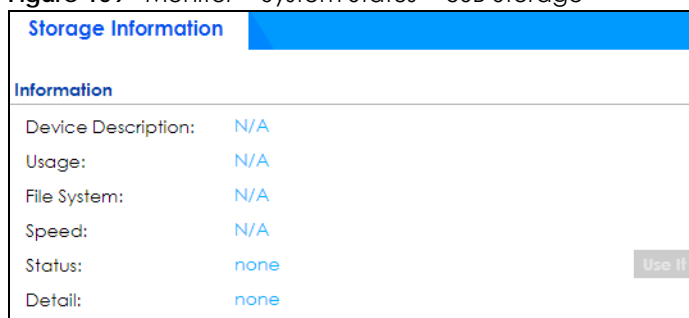 Storage Information
Information
Device Description: N/A
Usage: N/A
File System: N/A
Speed: N/A
Status: none Use It
Detail: none